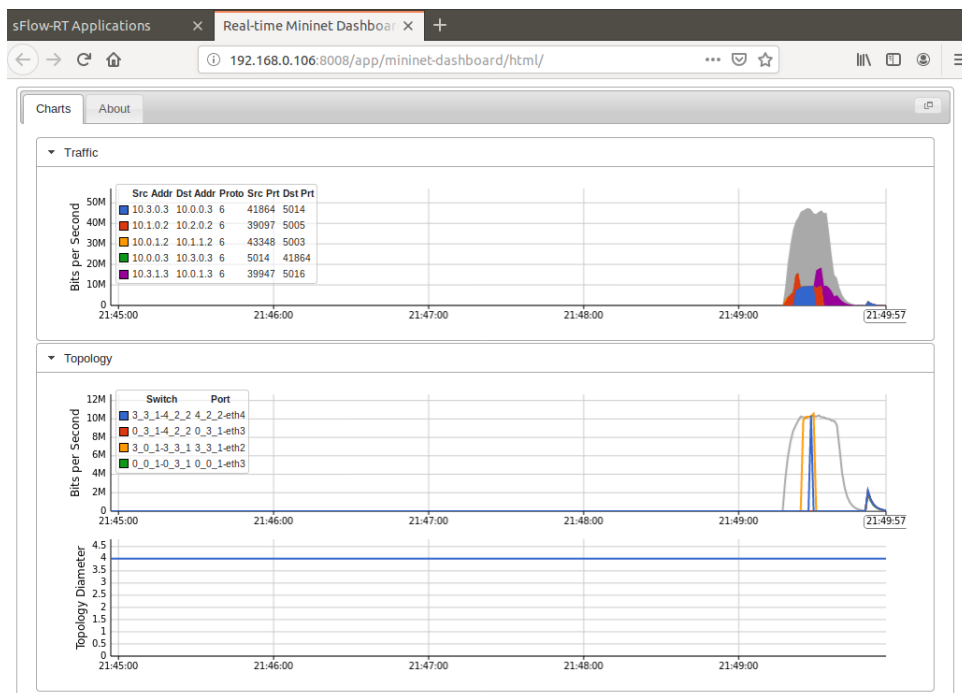 sFlow-RT Applications × Real-time Mininet Dashboar × +
192.168.0.106:8008/app/mininet-dashboard/html/
Charts About
Traffic
Bits per Second
50M
40M
30M
20M
10M
0
Src Addr Dst Addr Proto Src Prt Dst Prt
10.3.0.3 10.0.0.3 6 41864 5014
10.1.0.2 10.2.0.2 6 39097 5005
10.0.1.2 10.1.1.2 6 43348 5003
10.0.0.3 10.3.0.3 6 5014 41864
10.3.1.3 10.0.1.3 6 39947 5016
21:45:00 21:46:00 21:47:00 21:48:00 21:49:00 21:49:57
Topology
Bits per Second
12M
10M
8M
6M
4M
2M
Switch Port
3_3_1-4_2_2 4_2_2-eth4
0_3_1-4_2_2 0_3_1-eth3
3_0_1-3_3_1 3_3_1-eth2
0_0_1-0_3_1 0_0_1-eth3
21:45:00 21:46:00 21:47:00 21:48:00 21:49:00 21:49:57
Topology Diameter
4.5
4
3.5
3
2.5
2
1.5
1
0.5
0
21:45:00 21:46:00 21:47:00 21:48:00 21:49:00